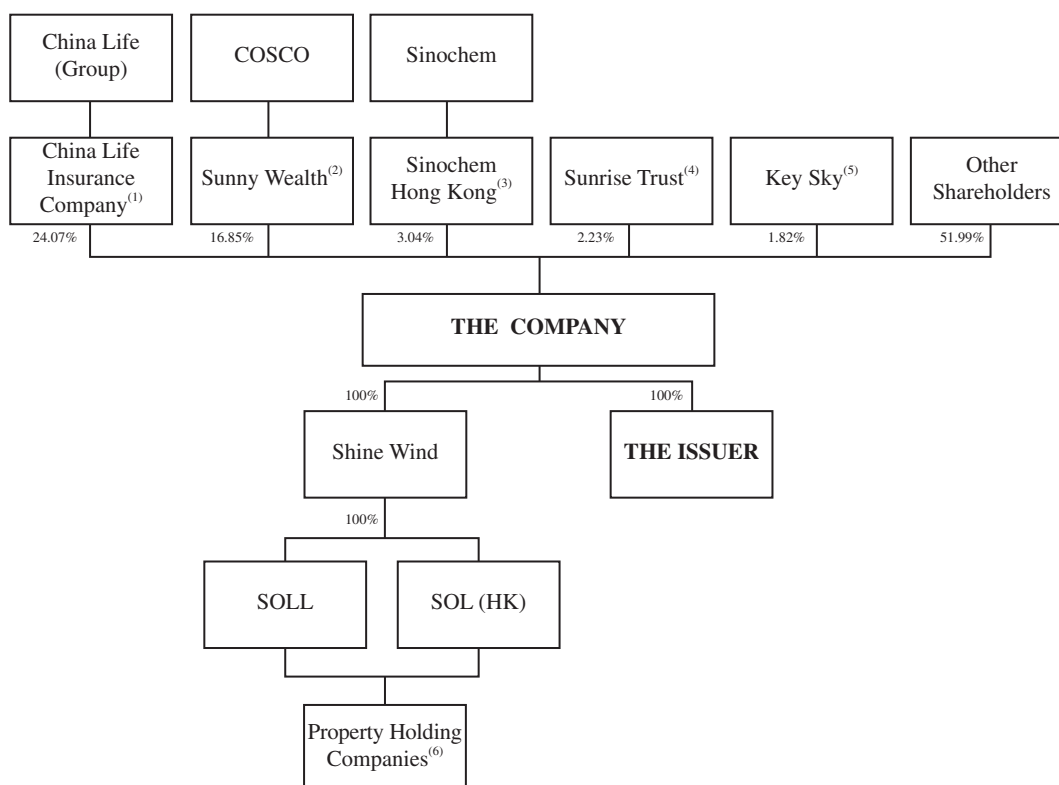 China Life
(Group)
COSCO
Sinochem
China Life
Insurance
Company(1)
Sunny Wealth(2)
Sinochem
Hong Kong(3)
Sunrise Trust(4)
Key Sky(5)
Other
Shareholders
24.07%
16.85%
3.04%
2.23%
1.82%
51.99%
THE COMPANY
100%
100%
Shine Wind
THE ISSUER
100%
SOLL
SOL (HK)
Property Holding
Companies(6)